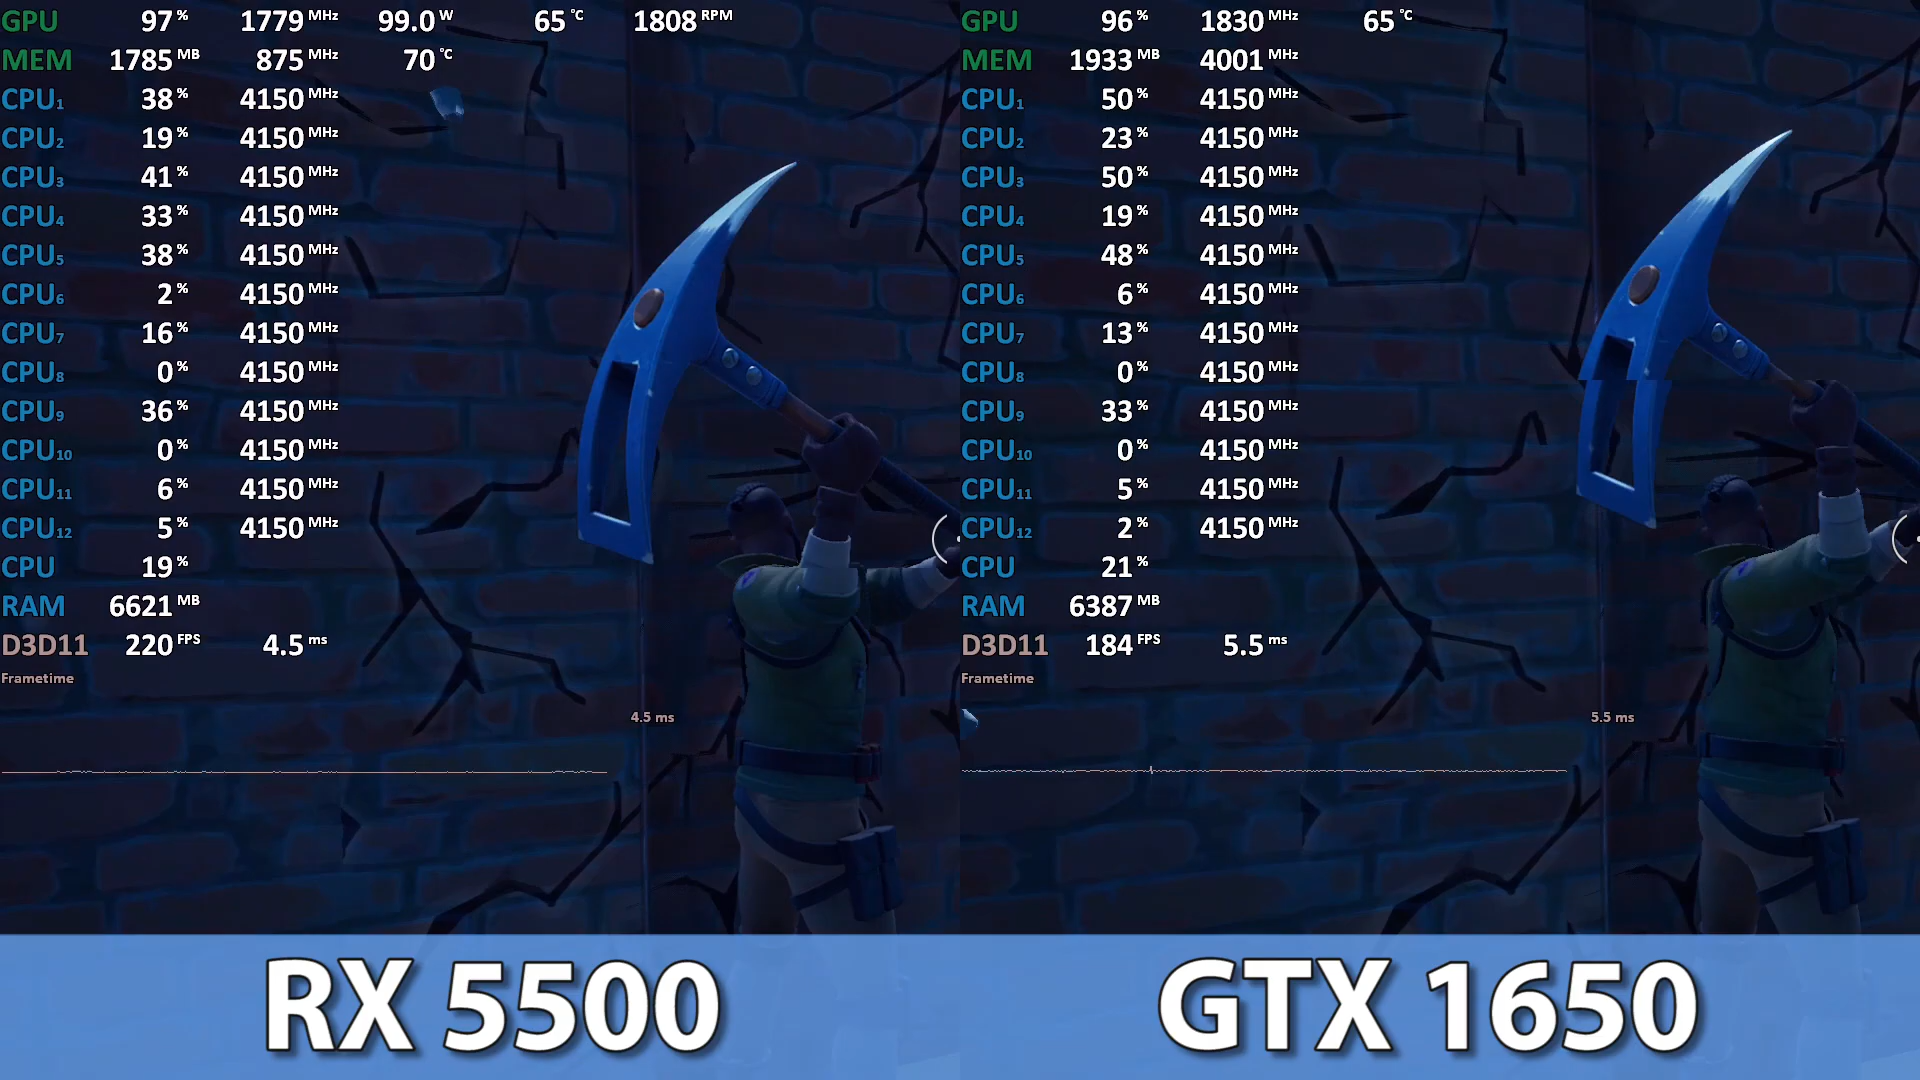 GPU 97 % 1779 MHz 99.0 W 65 °C 1808 RPM
MEM 1785 MB 875 MHz 70 °C
CPU1 38 % 4150 MHz
CPU2 19 % 4150 MHz
CPU3 41 % 4150 MHz
CPU4 33 % 4150 MHz
CPU5 38 % 4150 MHz
CPU6 2 % 4150 MHz
CPU7 16 % 4150 MHz
CPU8 0 % 4150 MHz
CPU9 36 % 4150 MHz
CPU10 0 % 4150 MHz
CPU11 6 % 4150 MHz
CPU12 5 % 4150 MHz
CPU 19 %
RAM 6621 MB
D3D11 220 FPS 4.5 ms
Frametime
4.5 ms
RX 5500
GPU 96 % 1830 MHz 65 °C
MEM 1933 MB 4001 MHz
CPU1 50 % 4150 MHz
CPU2 23 % 4150 MHz
CPU3 50 % 4150 MHz
CPU4 19 % 4150 MHz
CPU5 48 % 4150 MHz
CPU6 6 % 4150 MHz
CPU7 13 % 4150 MHz
CPU8 0 % 4150 MHz
CPU9 33 % 4150 MHz
CPU10 0 % 4150 MHz
CPU11 5 % 4150 MHz
CPU12 2 % 4150 MHz
CPU 21 %
RAM 6387 MB
D3D11 184 FPS 5.5 ms
Frametime
5.5 ms
GTX 1650